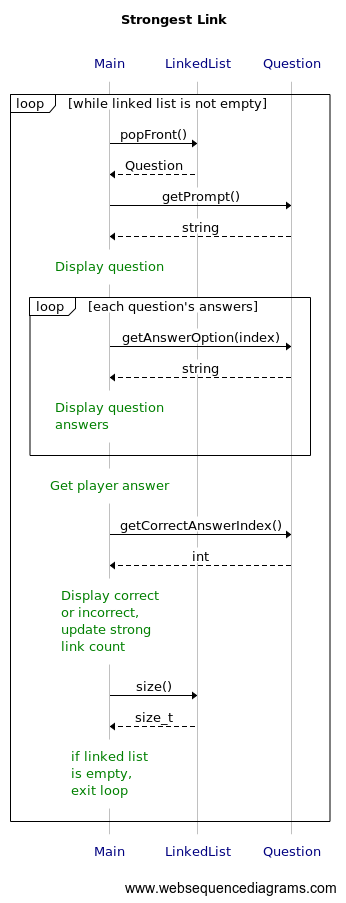 Strongest Link
Main LinkedList Question
loop [while linked list is not empty]
popFront()
Question
getPrompt()
string
Display question
loop [each question's answers]
getAnswerOption(index)
string
Display question
answers
Get player answer
getCorrectAnswerIndex()
int
Display correct
or incorrect,
update strong
link count
size()
size_t
if linked list
is empty,
exit loop
Main LinkedList Question
www.websequencediagrams.com